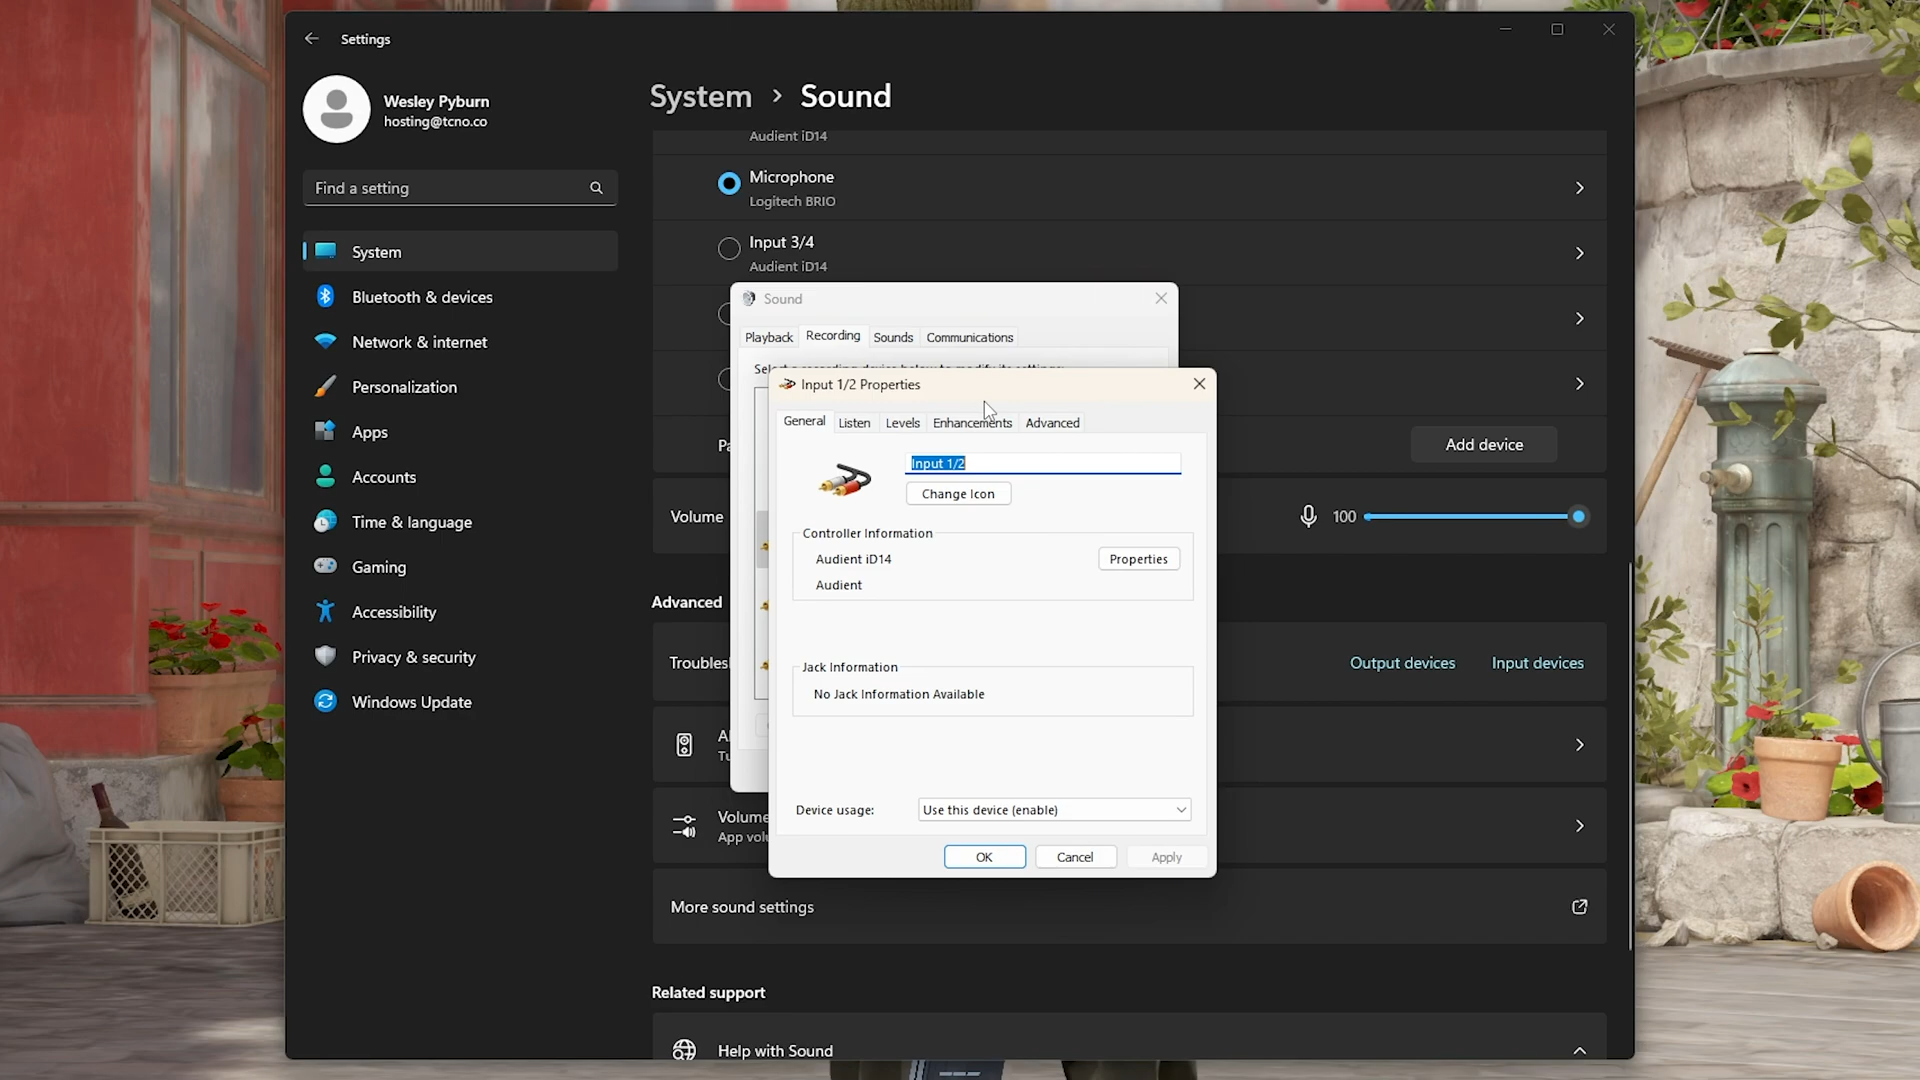 Settings
Wesley Pyburn
hosting@tcno.co
Find a setting
System
Bluetooth & devices
Network & internet
Personalization
Apps
Accounts
Time & language
Gaming
Accessibility
Privacy & security
Windows Update
System > Sound
Audient iD14
Microphone
Logitech BRIO
Input 3/4
Audient iD14
Add device
Volume
100
Advanced
Output devices
Input devices
More sound settings
Related support
Help with Sound
Sound
Playback
Recording
Sounds
Communications
Input 1/2 Properties
General
Listen
Levels
Enhancements
Advanced
Input 1/2
Change Icon
Controller Information
Audient iD14
Properties
Audient
Jack Information
No Jack Information Available
Device usage:
Use this device (enable)
OK
Cancel
Apply
Volume